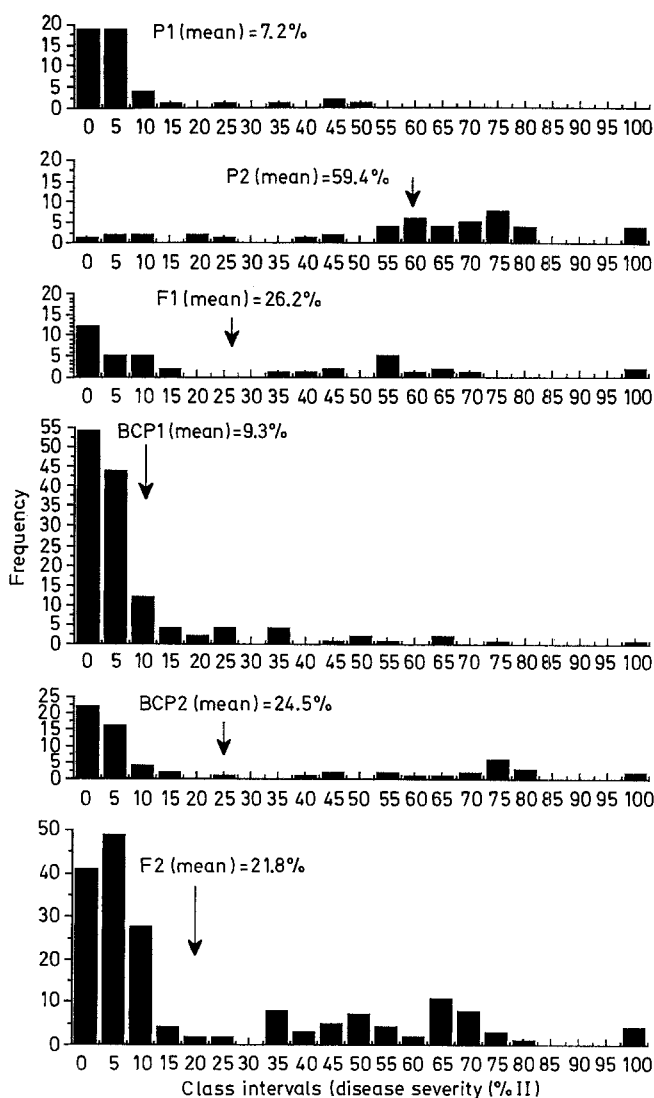 P1 (mean)=7.2%
20
15
10
5
0
0 5 10 15 20 25 30 35 40 45 50 55 60 65 70 75 80 85 90 95 100
P2 (mean)=59.4%
20
15
10
5
0
0 5 10 15 20 25 30 35 40 45 50 55 60 65 70 75 80 85 90 95 100
F1 (mean)=26.2%
20
15
10
5
0
0 5 10 15 20 25 30 35 40 45 50 55 60 65 70 75 80 85 90 95 100
BCP1 (mean)=9.3%
55
50
45
40
35
30
25
20
15
10
5
0
Frequency
0 5 10 15 20 25 30 35 40 45 50 55 60 65 70 75 80 85 90 95 100
BCP2 (mean)=24.5%
25
20
15
10
5
0
0 5 10 15 20 25 30 35 40 45 50 55 60 65 70 75 80 85 90 95 100
F2 (mean)=21.8%
50
40
30
20
10
0
0 5 10 15 20 25 30 35 40 45 50 55 60 65 70 75 80 85 90 95 100
Class intervals (disease severity (% II)